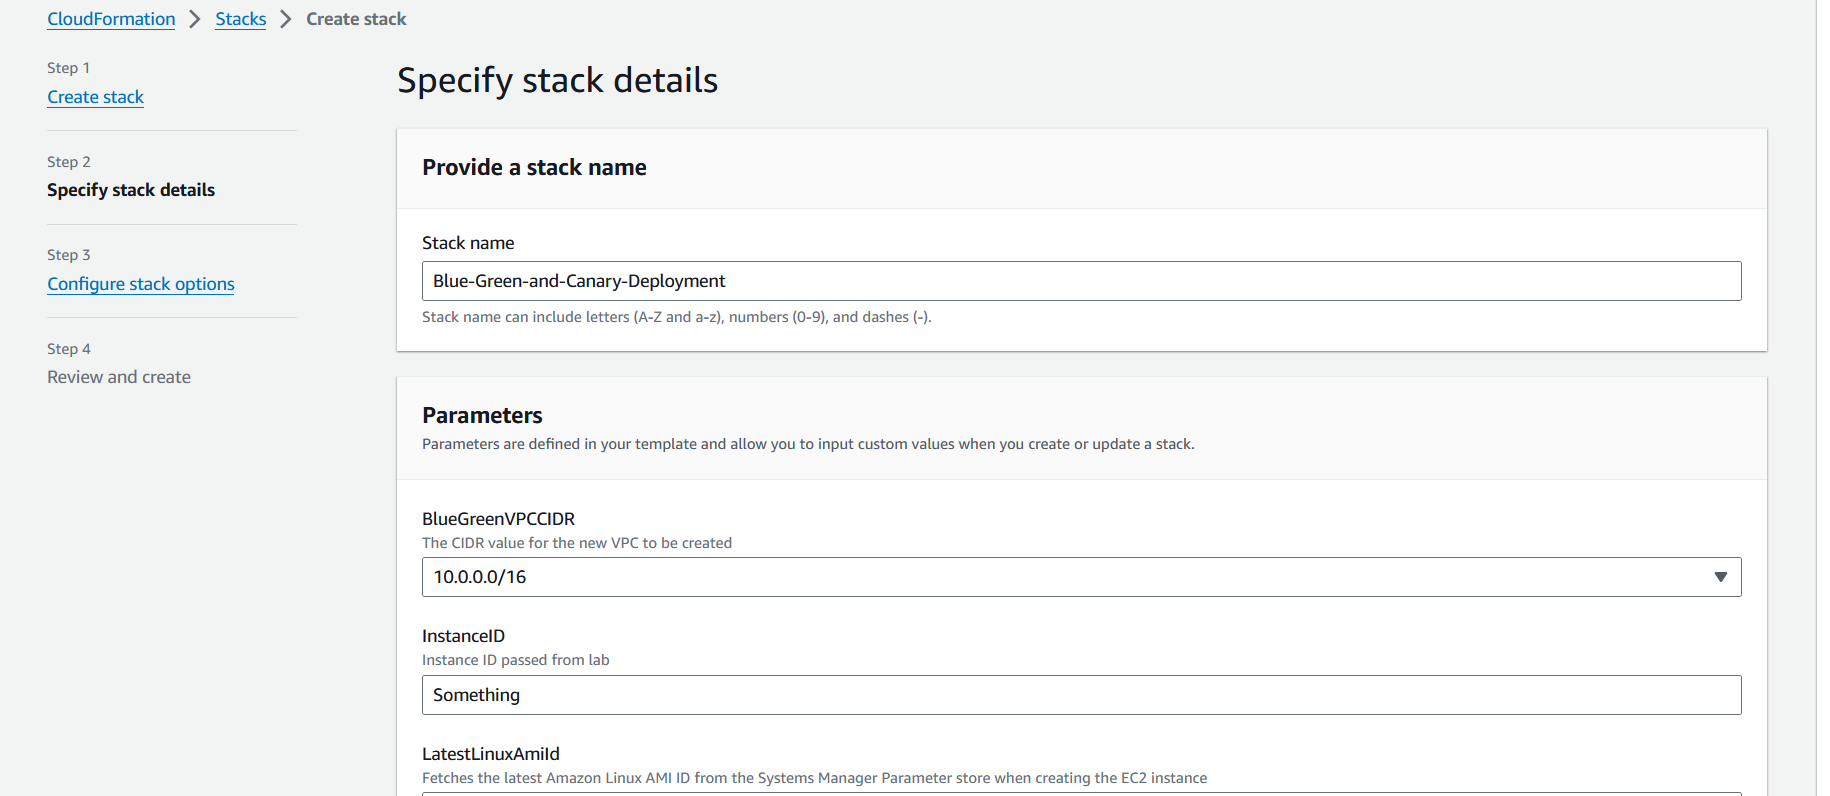 CloudFormation > Stacks > Create stack
Step 1
Create stack
Step 2
Specify stack details
Step 3
Configure stack options
Step 4
Review and create
Specify stack details
Provide a stack name
Stack name
Blue-Green-and-Canary-Deployment
Stack name can include letters (A-Z and a-z), numbers (0-9), and dashes (-).
Parameters
Parameters are defined in your template and allow you to input custom values when you create or update a stack.
BlueGreenVPCCIDR
The CIDR value for the new VPC to be created
10.0.0.0/16
InstanceID
Instance ID passed from lab
Something
LatestLinuxAmiId
Fetches the latest Amazon Linux AMI ID from the Systems Manager Parameter store when creating the EC2 instance